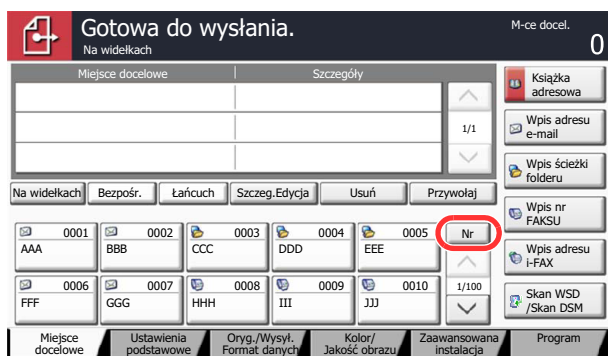 Gotowa do wysłania.
Na widełkach
M-ce docel.
0
Miejsce docelowe
Szczegóły
1/1
Książka
adresowa
Wpis adresu
e-mail
Wpis ścieżki
folderu
Wpis nr
FAKSU
Wpis adresu
i-FAX
Skan WSD
/Skan DSM
Na widełkach
Bezpośr.
Łańcuch
Szczeg.Edycja
Usuń
Przywołaj
0001
AAA
0002
BBB
0003
CCC
0004
DDD
0005
EEE
Nr
0006
FFF
0007
GGG
0008
HHH
0009
III
0010
JJJ
1/100
Miejsce
docelowe
Ustawienia
podstawowe
Oryg./Wysył.
Format danych
Kolor/
Jakość obrazu
Zaawansowana
instalacja
Program